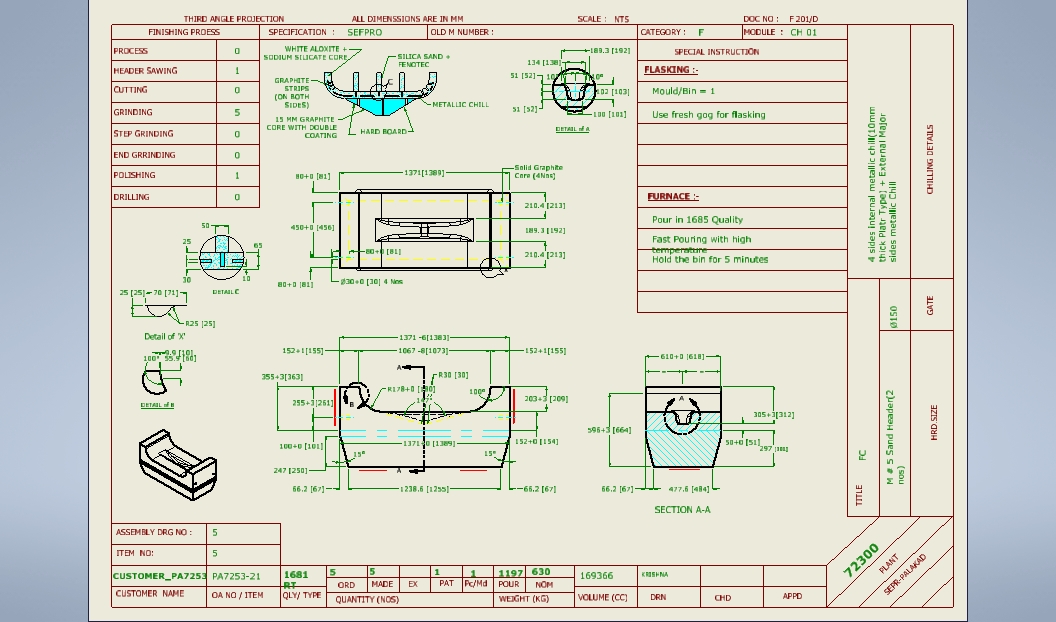 THIRD ANGLE PROJECTION ALL DIMENSSIONS ARE IN MM SCALE : NTS DOC NO : F 201/D
FINISHING PROESS SPECIFICATION : SEFPRO OLD M NUMBER : CATEGORY : F MODULE : CH 01
PROCESS 0
HEADER SAWING 1
CUTTING 0
GRINDING 5
STEP GRINDING 0
END GRRINDING 0
POLISHING 1
DRILLING 0
WHITE ALOXITE +
SODIUM SILICATE CORE
SILICA SAND +
FENOTEC
GRAPHITE
STRIPS
(ON BOTH
SIDES)
C
METALLIC CHILL
15 MM GRAPHITE
CORE WITH DOUBLE
COATING
HARD BOARD
189.3 [192]
134 [138]
51 [52]
102 [103]
51 [52]
100 [101]
DETAIL of A
SPECIAL INSTRUCTION
FLASKING :-
Mould/Bin = 1
Use fresh gog for flasking
FURNACE :-
Pour in 1685 Quality
Fast Pouring with high
temperature
Hold the bin for 5 minutes
4 sides internal metallic chill(10mm
thick Platr Type) + External Major
sides metallic Chill
CHILLING DETAILS
Ø150
GATE
TITLE FC
M # 5 Sand Header(2
nos)
HRD SIZE
80+0 [81]
1371[1389]
Solid Graphite
Core (4Nos)
210.4 [213]
450+0 [456]
189.3 [192]
80+0 [81]
210.4 [213]
80+0 [81]
Ø30+0 [30] 4 Nos
50
25
65
30
10
DETAIL C
25 [25] 70 [71]
R25 [25]
Detail of 'X'
9.9 [10]
100° 55.9 [60]
DETAIL of B
1371 -6[1383]
152+1[155] 1067 -8[1073] 152+1[155]
A
355+3[363]
R30 [30]
R178+0 [180]
100°
255+3[261]
B
203+3 [209]
100+0 [101]
1371+0 [1389]
152+0 [154]
15° 15°
247 [250]
A
66.2 [67] 1238.6 [1255] 66.2 [67]
610+0 [618]
A
305+3[312]
596+3 [664]
50+0 [51]
297
66.2 [67] 477.6 [484]
SECTION A-A
ASSEMBLY DRG NO : 5
ITEM NO: 5
CUSTOMER_PA7253 PA7253-21 1681
RT
5 5 1 1 1197 630 169366 KRISHNA
ORD MADE EX PAT Pc/Md POUR NOM
CUSTOMER NAME OA NO / ITEM QLY/ TYPE QUANTITY (NOS) WEIGHT (KG) VOLUME (CC) DRN CHD APPD
72300
PLANT
SEPR-PALAKAD